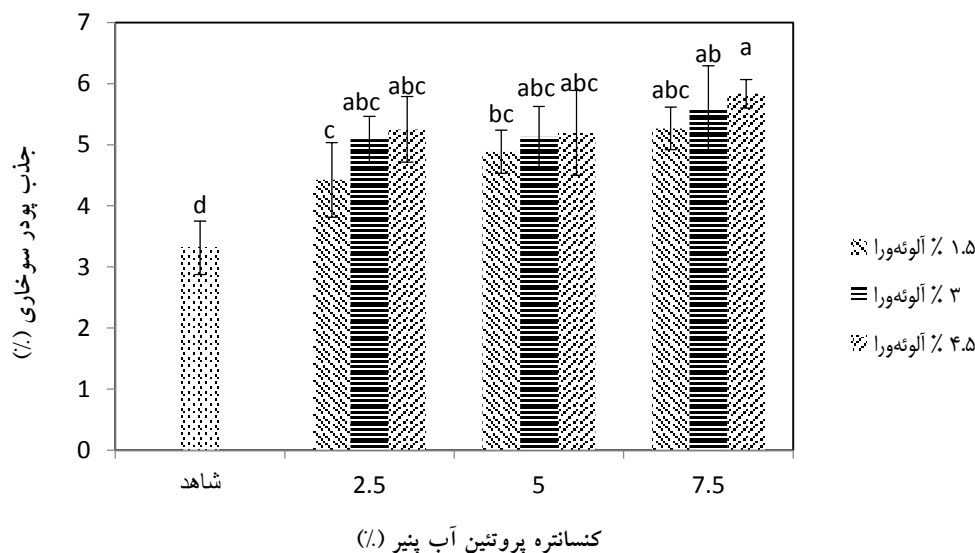 7
6
5
4
3
2
1
0
جذب پودر سوخاری (٪)
d
c
abc
abc
bc
abc
abc
abc
ab
a
شاهد
2.5
5
7.5
کنسانتره پروتئین آب پنیر (٪)
۱.۵ ٪ آلوئه‌ورا
۳ ٪ آلوئه‌ورا
۴.۵ ٪ آلوئه‌ورا